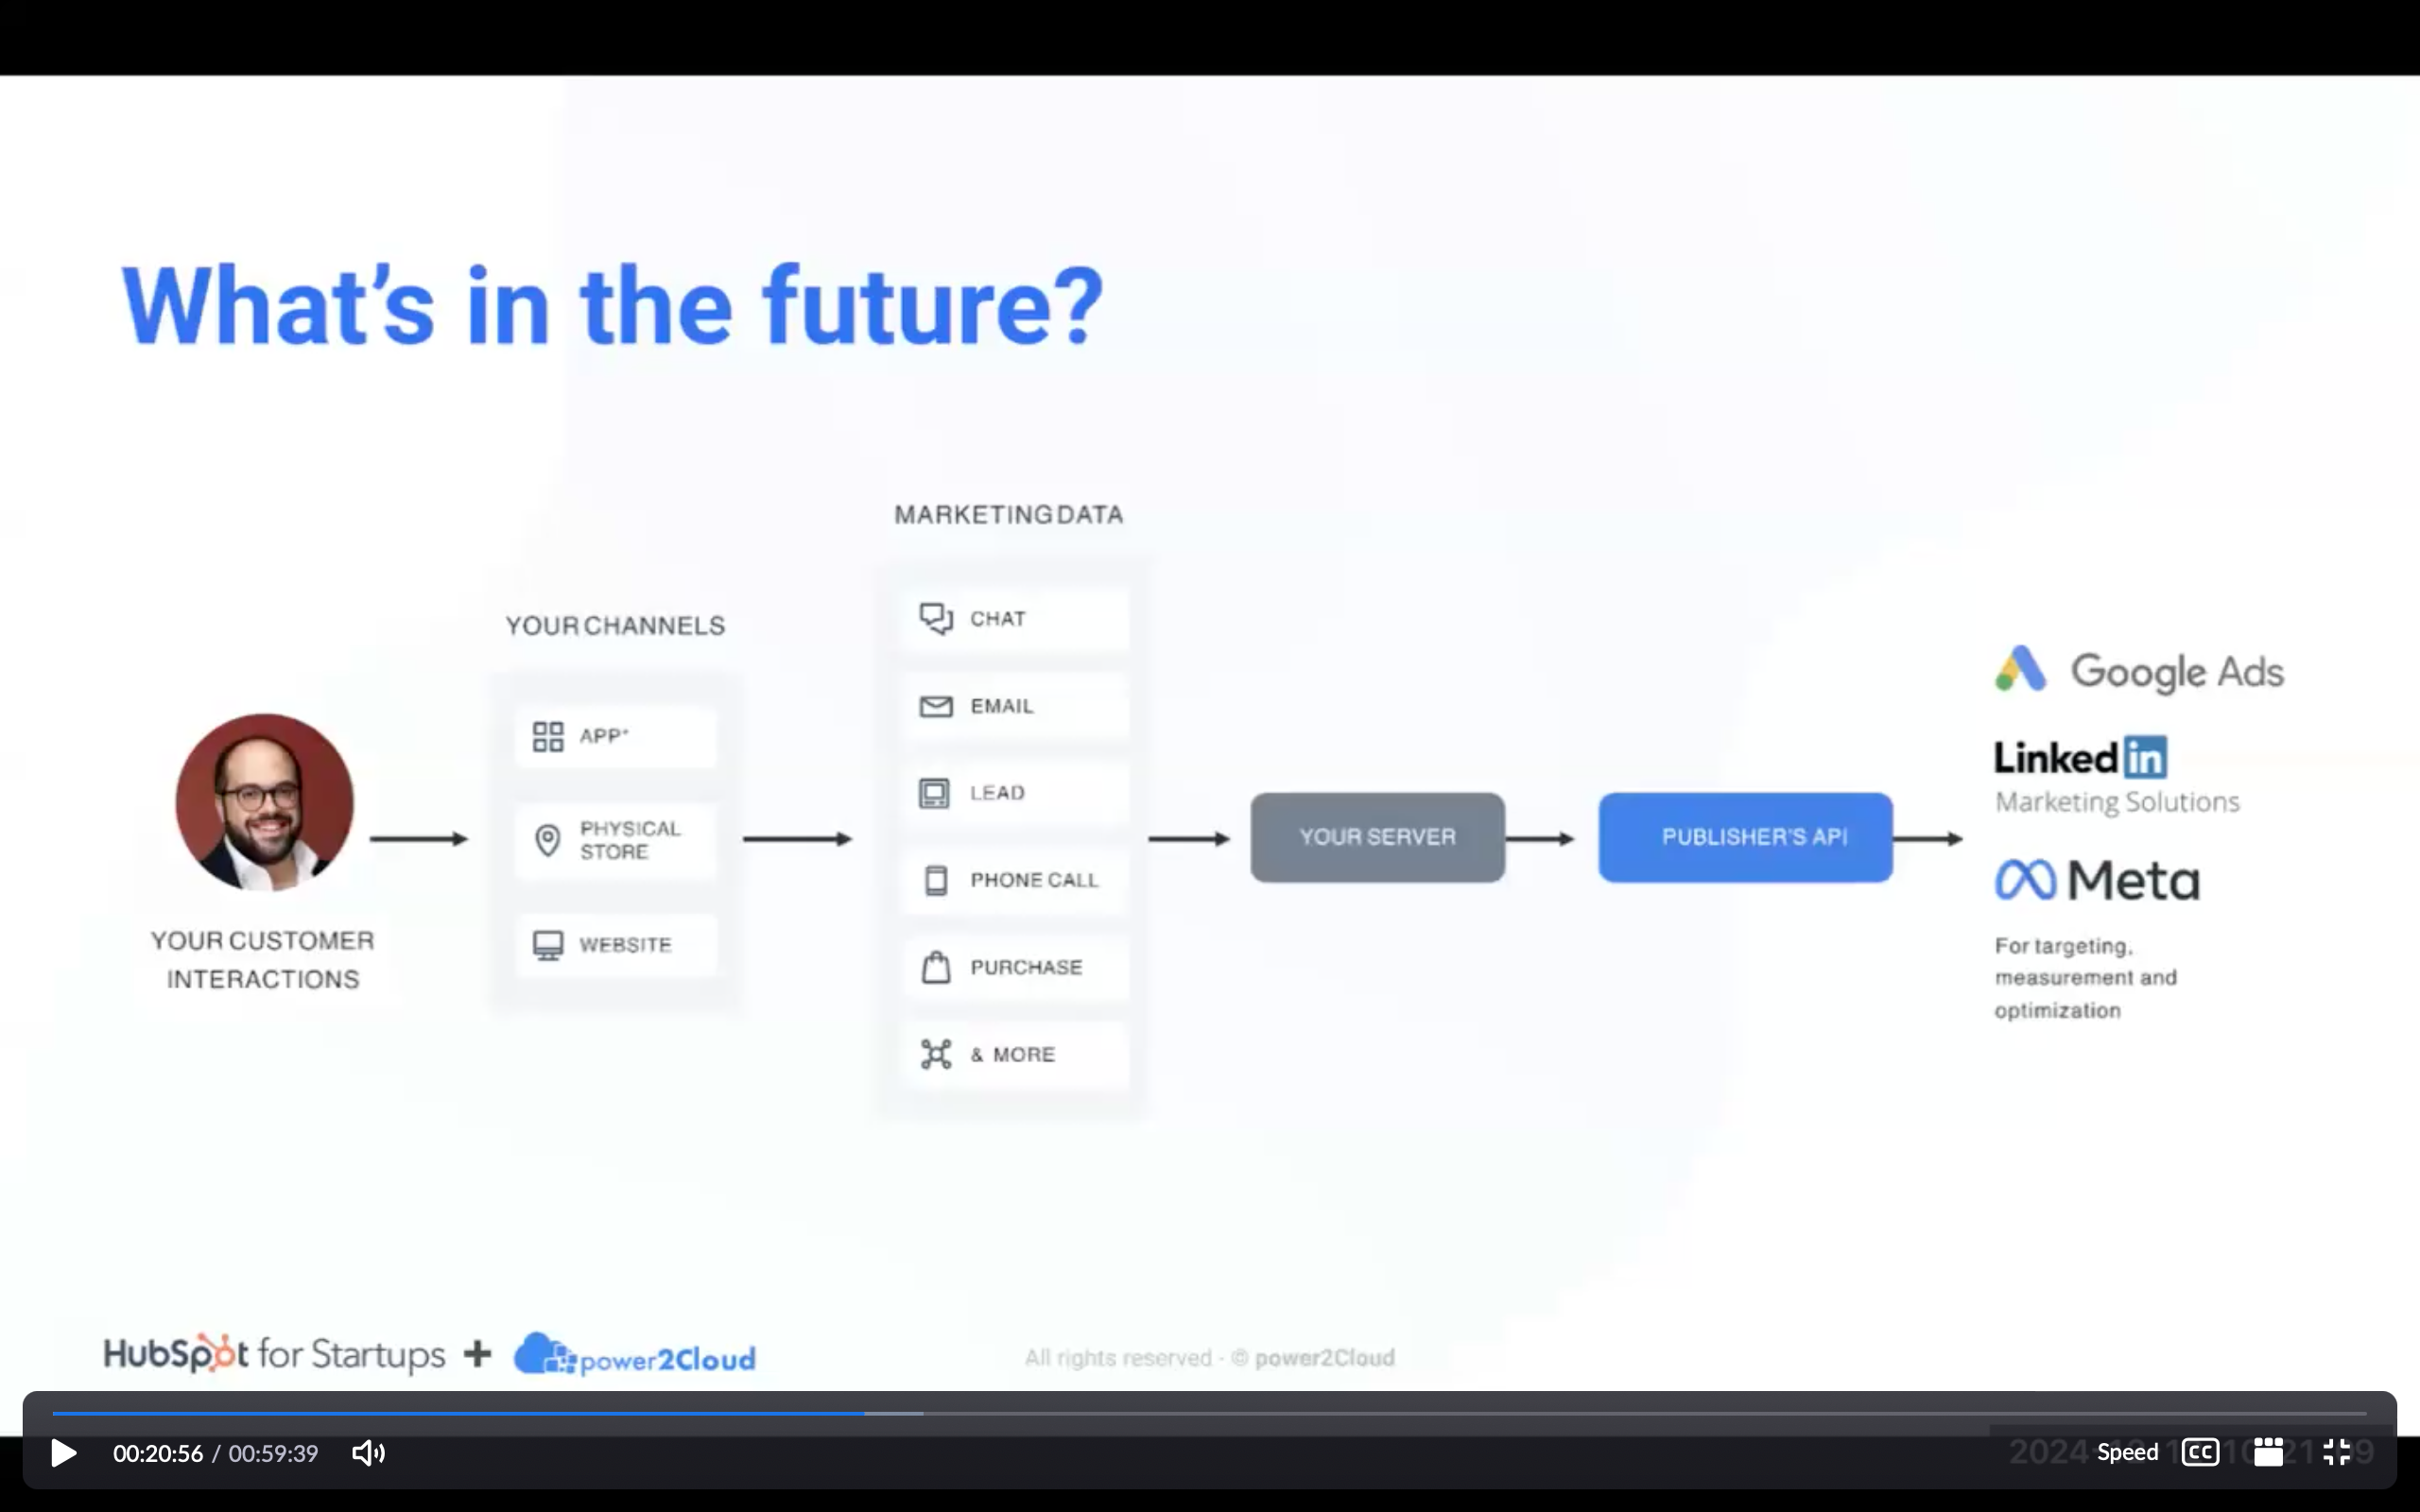 What's in the future?
MARKETING DATA
YOUR CHANNELS
CHAT
EMAIL
LEAD
PHONE CALL
PURCHASE
& MORE
APP*
PHYSICAL
STORE
WEBSITE
YOUR CUSTOMER
INTERACTIONS
YOUR SERVER
PUBLISHER'S API
Google Ads
Linked in
Marketing Solutions
Meta
For targeting,
measurement and
optimization
HubSpot for Startups + power2Cloud
All rights reserved - © power2Cloud
00:20:56 / 00:59:39
Speed
CC